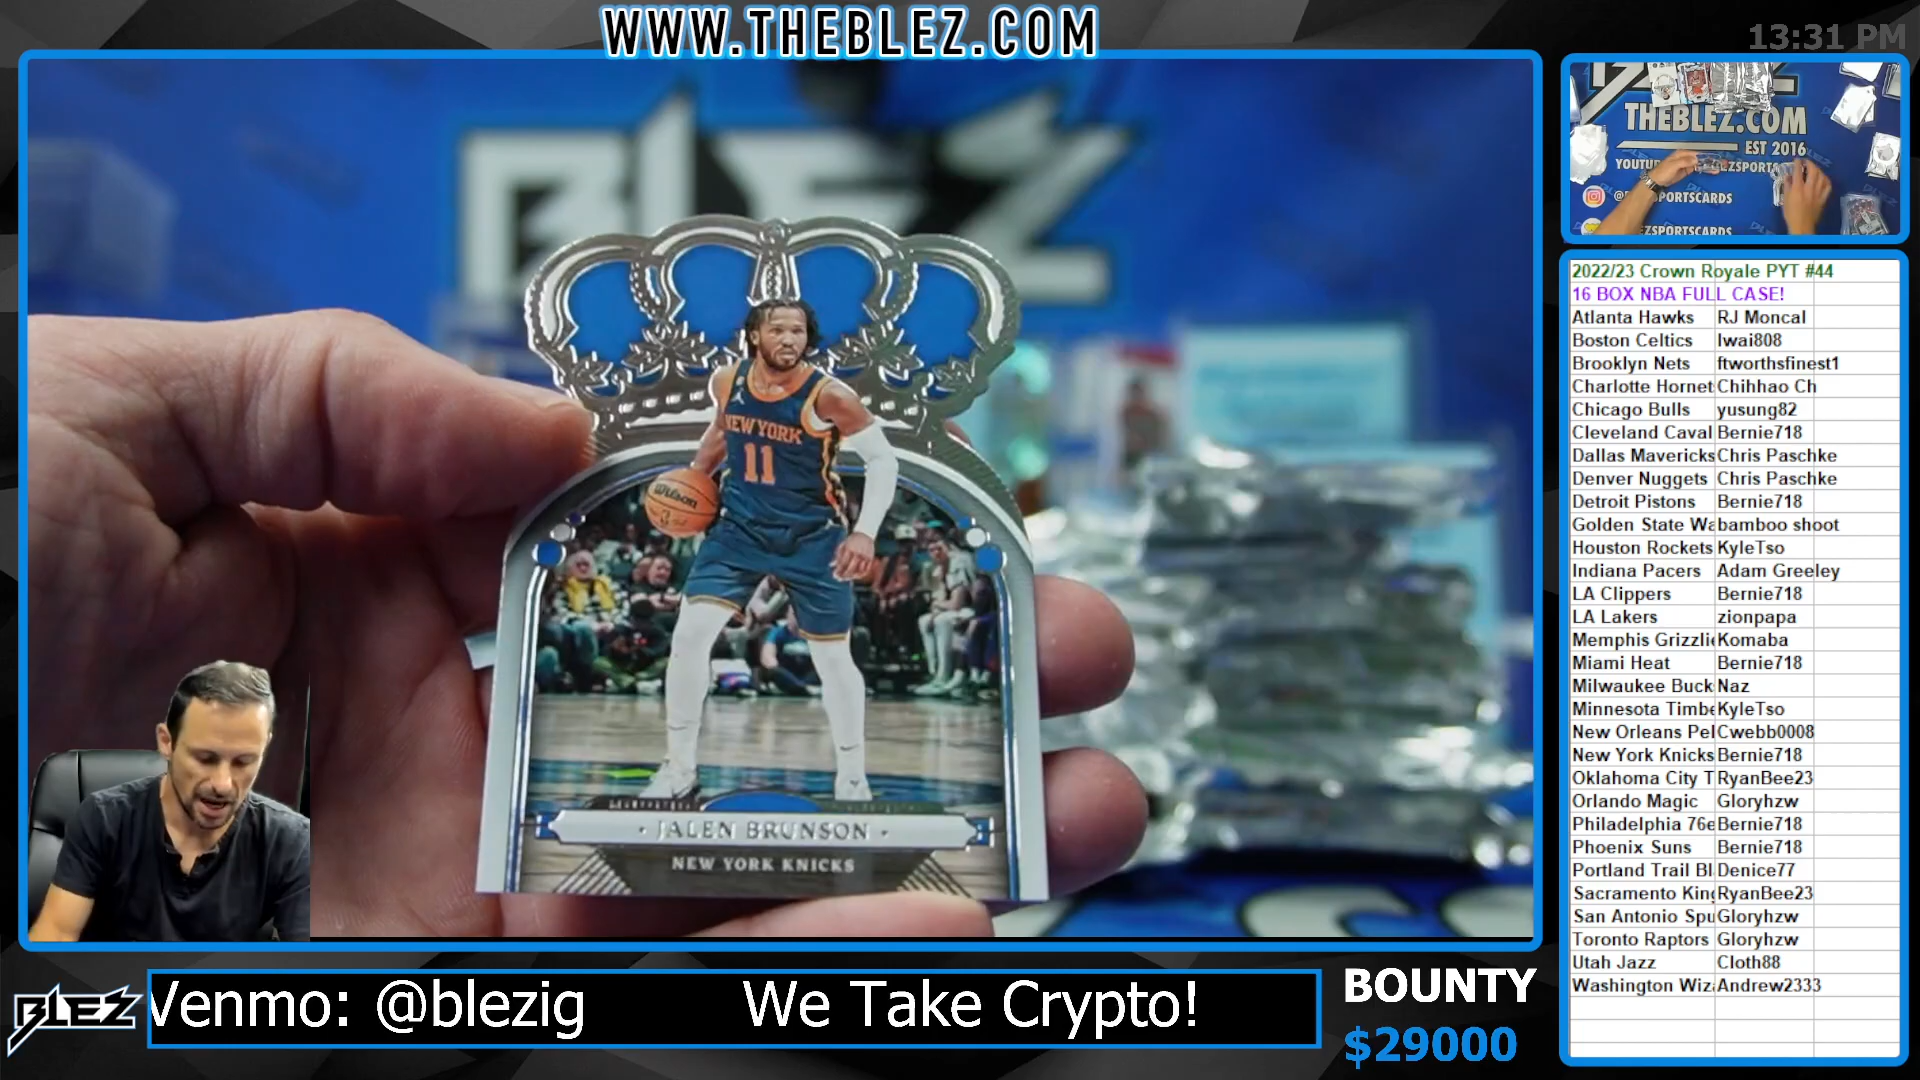 WWW.THEBLEZ.COM
13:31 PM
BLEZ
THEBLEZ.COM
EST 2016
SPORTSCARDS
NEW YORK
11
Wilson
· JALEN BRUNSON ·
NEW YORK KNICKS
2022/23 Crown Royale PYT #44
16 BOX NBA FULL CASE!
Atlanta Hawks RJ Moncal
Boston Celtics Iwai808
Brooklyn Nets ftworthsfinest1
Charlotte Hornet Chihhao Ch
Chicago Bulls yusung82
Cleveland Caval Bernie718
Dallas Mavericks Chris Paschke
Denver Nuggets Chris Paschke
Detroit Pistons Bernie718
Golden State Wa bamboo shoot
Houston Rockets KyleTso
Indiana Pacers Adam Greeley
LA Clippers Bernie718
LA Lakers zionpapa
Memphis Grizzlie Komaba
Miami Heat Bernie718
Milwaukee Buck Naz
Minnesota Timbe KyleTso
New Orleans Pel Cwebb0008
New York Knicks Bernie718
Oklahoma City T RyanBee23
Orlando Magic Gloryhzw
Philadelphia 76e Bernie718
Phoenix Suns Bernie718
Portland Trail Bl Denice77
Sacramento King RyanBee23
San Antonio Spu Gloryhzw
Toronto Raptors Gloryhzw
Utah Jazz Cloth88
Washington Wiz Andrew2333
BLEZ
Venmo: @blezig We Take Crypto!
BOUNTY
$29000